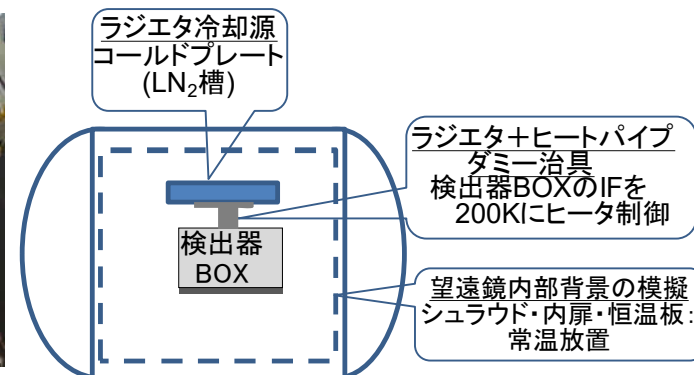 ラジエタ冷却源
コールドプレート
(LN₂槽)
ラジエタ+ヒートパイプ
ダミー治具
検出器BOXのIFを
200Kにヒータ制御
検出器
BOX
望遠鏡内部背景の模擬
シュラウド・内扉・恒温板:
常温放置